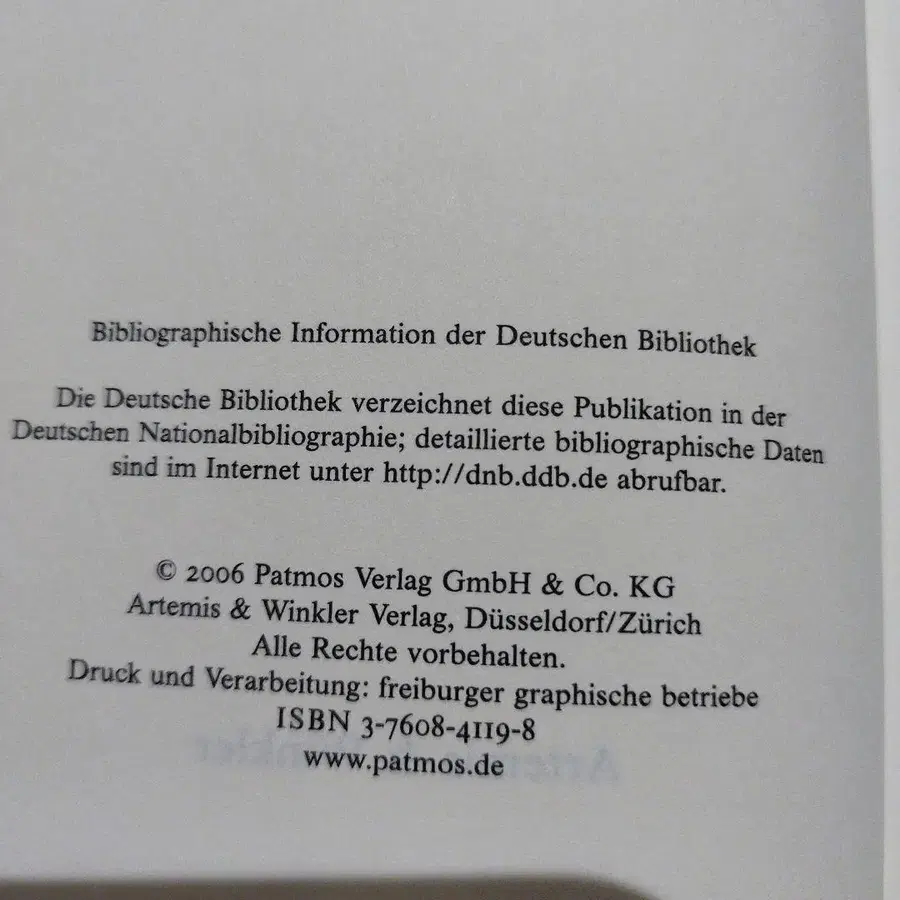 Bibliographische Information der Deutschen Bibliothek
Die Deutsche Bibliothek verzeichnet diese Publikation in der
Deutschen Nationalbibliographie; detaillierte bibliographische Daten
sind im Internet unter http://dnb.ddb.de abrufbar.
© 2006 Patmos Verlag GmbH & Co. KG
Artemis & Winkler Verlag, Düsseldorf/Zürich
Alle Rechte vorbehalten.
Druck und Verarbeitung: freiburger graphische betriebe
ISBN 3-7608-4119-8
www.patmos.de